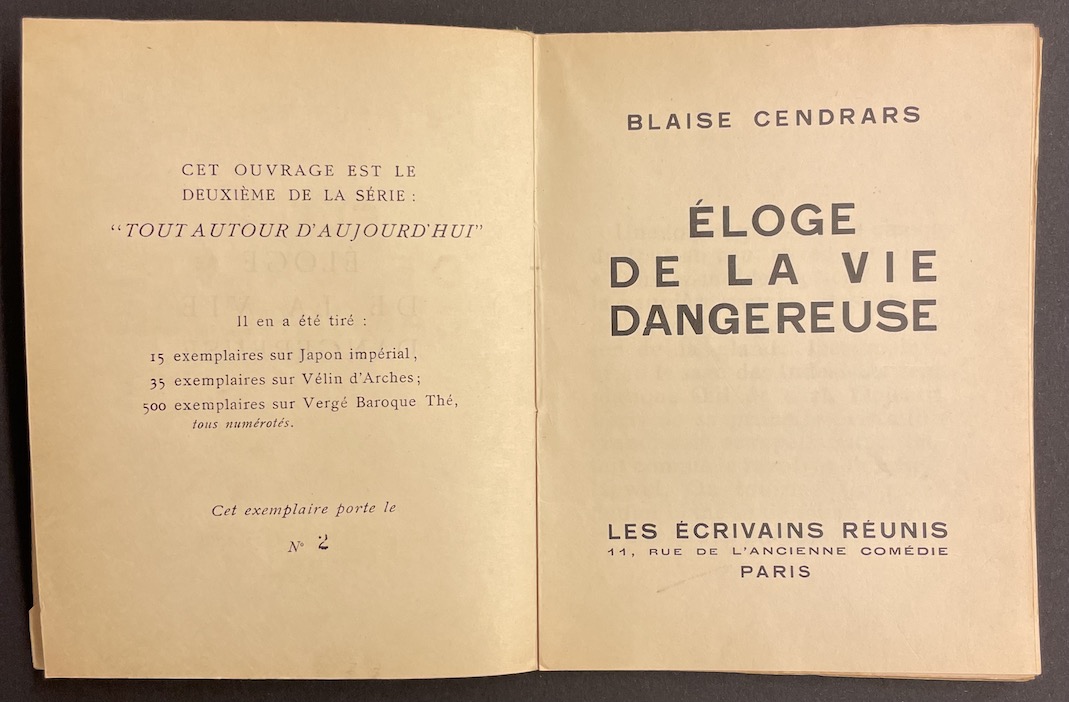 CET OUVRAGE EST LE
DEUXIÈME DE LA SÉRIE :
“TOUT AUTOUR D'AUJOURD'HUI”
Il en a été tiré :
15 exemplaires sur Japon impérial,
35 exemplaires sur Vélin d'Arches;
500 exemplaires sur Vergé Baroque Thé,
tous numérotés.
Cet exemplaire porte le
N° 2
BLAISE CENDRARS
ÉLOGE
DE LA VIE
DANGEREUSE
LES ÉCRIVAINS RÉUNIS
11, RUE DE L'ANCIENNE COMÉDIE
PARIS